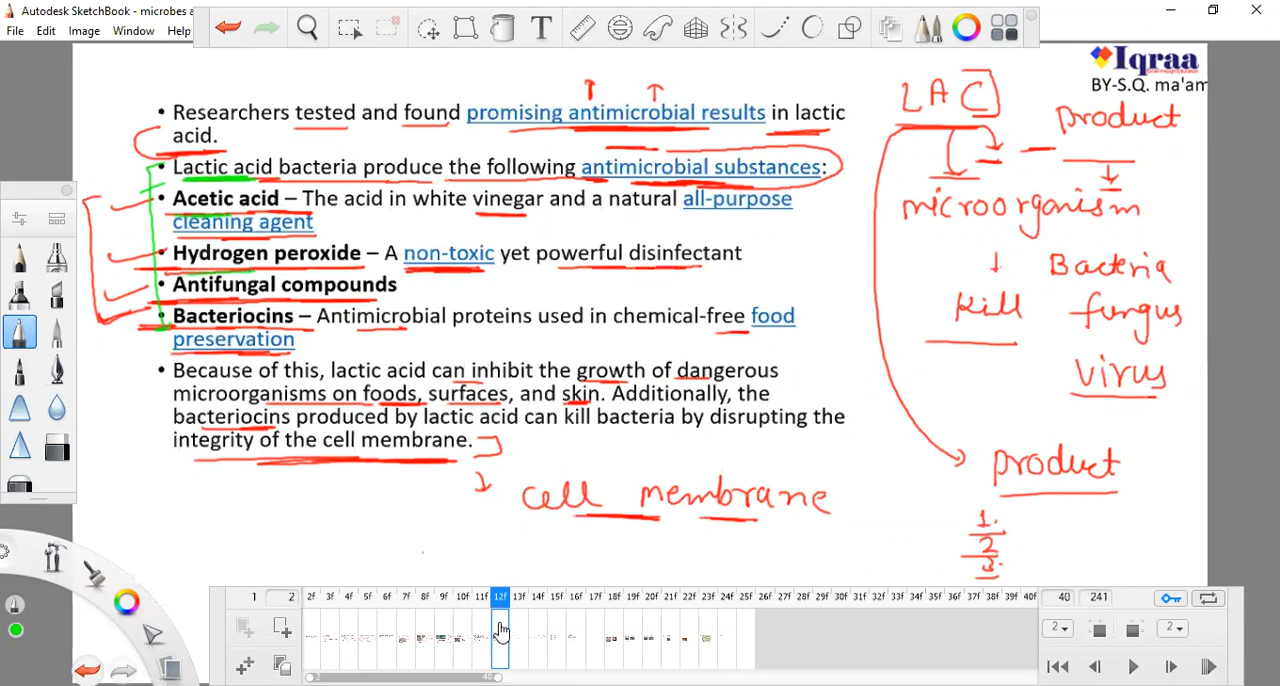 Autodesk SketchBook - microbes a
File Edit Image Window Help
Iqraa
BY-S.Q. ma'am
• Researchers tested and found promising antimicrobial results in lactic
acid.
• Lactic acid bacteria produce the following antimicrobial substances:
• Acetic acid – The acid in white vinegar and a natural all-purpose
cleaning agent
• Hydrogen peroxide – A non-toxic yet powerful disinfectant
• Antifungal compounds
• Bacteriocins – Antimicrobial proteins used in chemical-free food
preservation
• Because of this, lactic acid can inhibit the growth of dangerous
microorganisms on foods, surfaces, and skin. Additionally, the
bacteriocins produced by lactic acid can kill bacteria by disrupting the
integrity of the cell membrane.
cell membrane
LAC
product
microorganism
Bacteria
kill fungus
virus
product
1.
2
3.
1 2 2f 3f 4f 5f 6f 7f 8f 9f 10f 11f 12f 13f 14f 15f 16f 17f 18f 19f 20f 21f 22f 23f 24f 25f 26f 27f 28f 29f 30f 31f 32f 33f 34f 35f 36f 37f 38f 39f 40f 40 241
2 2
2 40